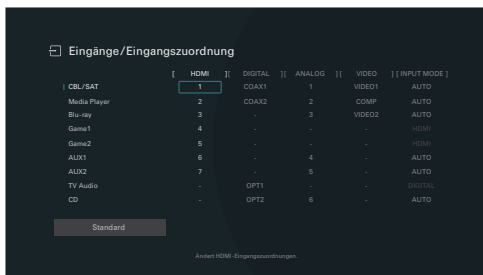 Eingänge/Eingangszuordnung
[ HDMI ][ DIGITAL ][ ANALOG ][ VIDEO ][ INPUT MODE ]
CBL/SAT 1 COAX1 1 VIDEO1 AUTO
Media Player 2 COAX2 2 COMP AUTO
Blu-ray 3 - 3 VIDEO2 AUTO
Game1 4 - - - HDMI
Game2 5 - - - HDMI
AUX1 6 - 4 - AUTO
AUX2 7 - 5 - AUTO
TV Audio - OPT1 - - DIGITAL
CD - OPT2 6 - AUTO
Standard
Ändert HDMI-Eingangszuordnungen.